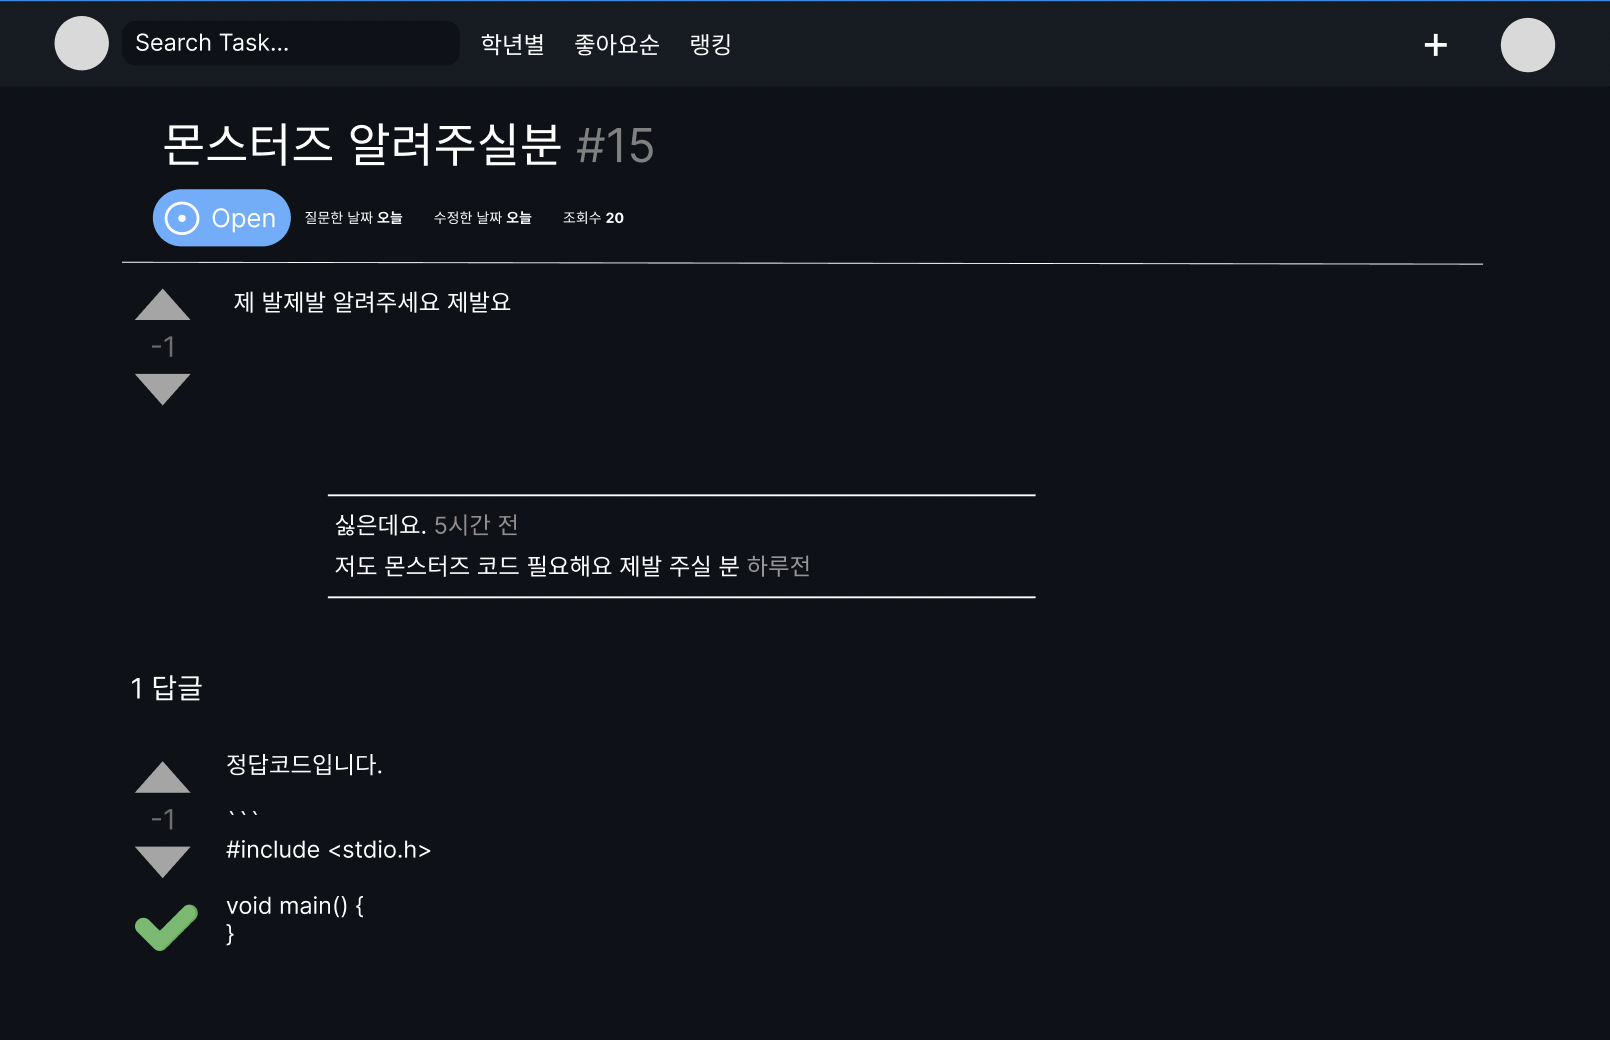 Search Task... 학년별 좋아요순 랭킹 +
몬스터즈 알려주실분 #15
Open 질문한 날짜 오늘 수정한 날짜 오늘 조회수 20
제 발제발 알려주세요 제발요
-1
싫은데요. 5시간 전
저도 몬스터즈 코드 필요해요 제발 주실 분 하루전
1 답글
정답코드입니다.
-1
```
#include <stdio.h>
void main() {
}